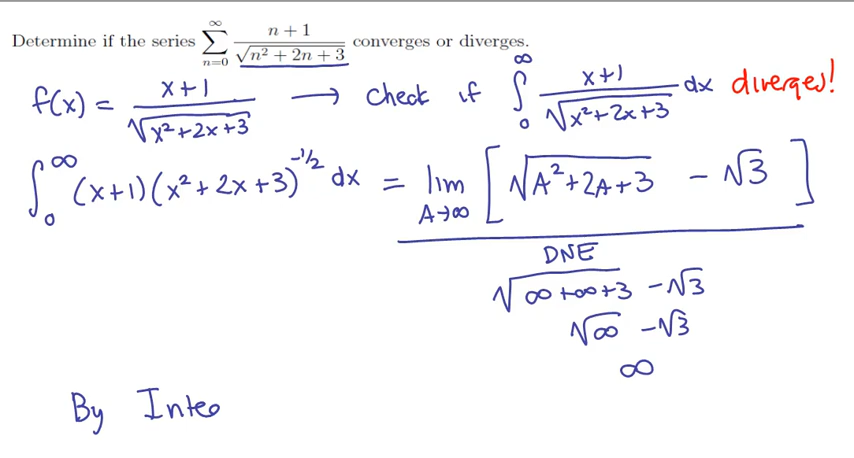 Determine if the series ∑_{n=0}^{∞} (n + 1)/√(n² + 2n + 3) converges or diverges.
f(x) = (x+1)/√(x²+2x+3) → check if ∫_0^∞ (x+1)/√(x²+2x+3) dx diverges!
∫_0^∞ (x+1)(x²+2x+3)^{-1/2} dx = lim_{A→∞} [√(A²+2A+3) - √3]
DNE
√(∞+∞+3) - √3
√∞ - √3
∞
By Inte